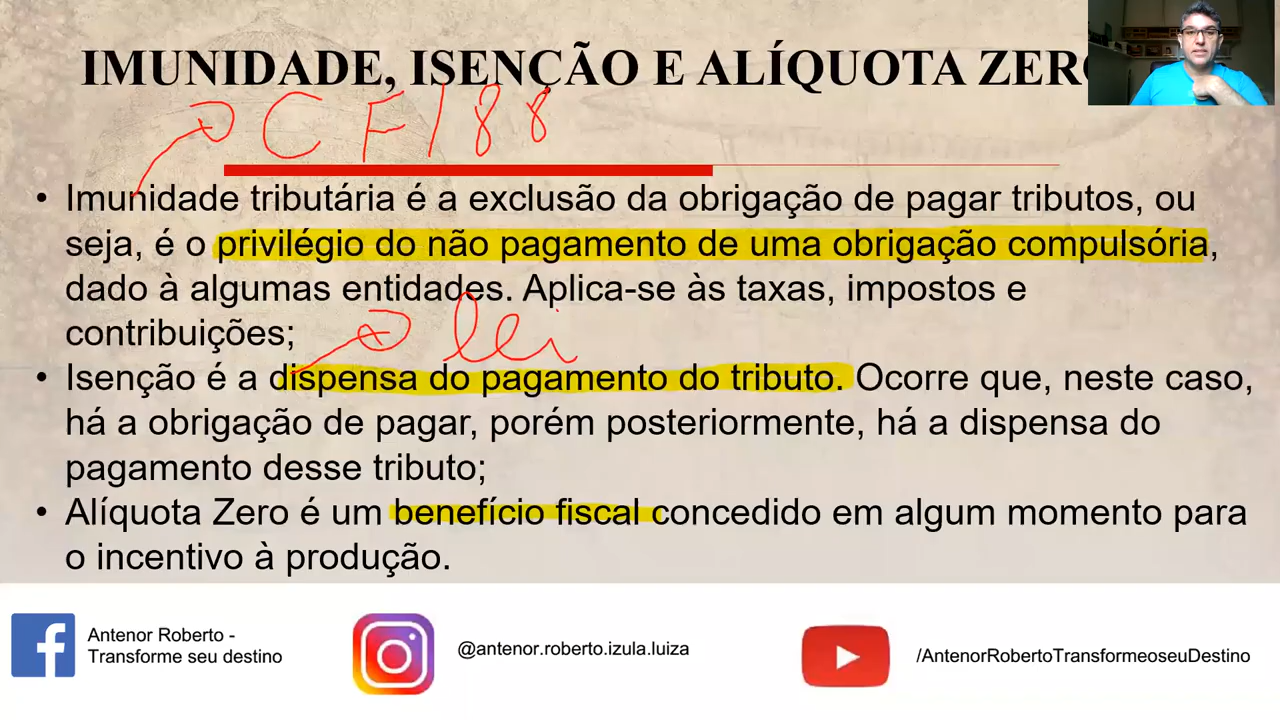 IMUNIDADE, ISENÇÃO E ALÍQUOTA ZERO
CF/88
• Imunidade tributária é a exclusão da obrigação de pagar tributos, ou
seja, é o privilégio do não pagamento de uma obrigação compulsória,
dado à algumas entidades. Aplica-se às taxas, impostos e
contribuições;
lei
• Isenção é a dispensa do pagamento do tributo. Ocorre que, neste caso,
há a obrigação de pagar, porém posteriormente, há a dispensa do
pagamento desse tributo;
• Alíquota Zero é um benefício fiscal concedido em algum momento para
o incentivo à produção.
Antenor Roberto -
Transforme seu destino
@antenor.roberto.izula.luiza
/AntenorRobertoTransformeoseuDestino